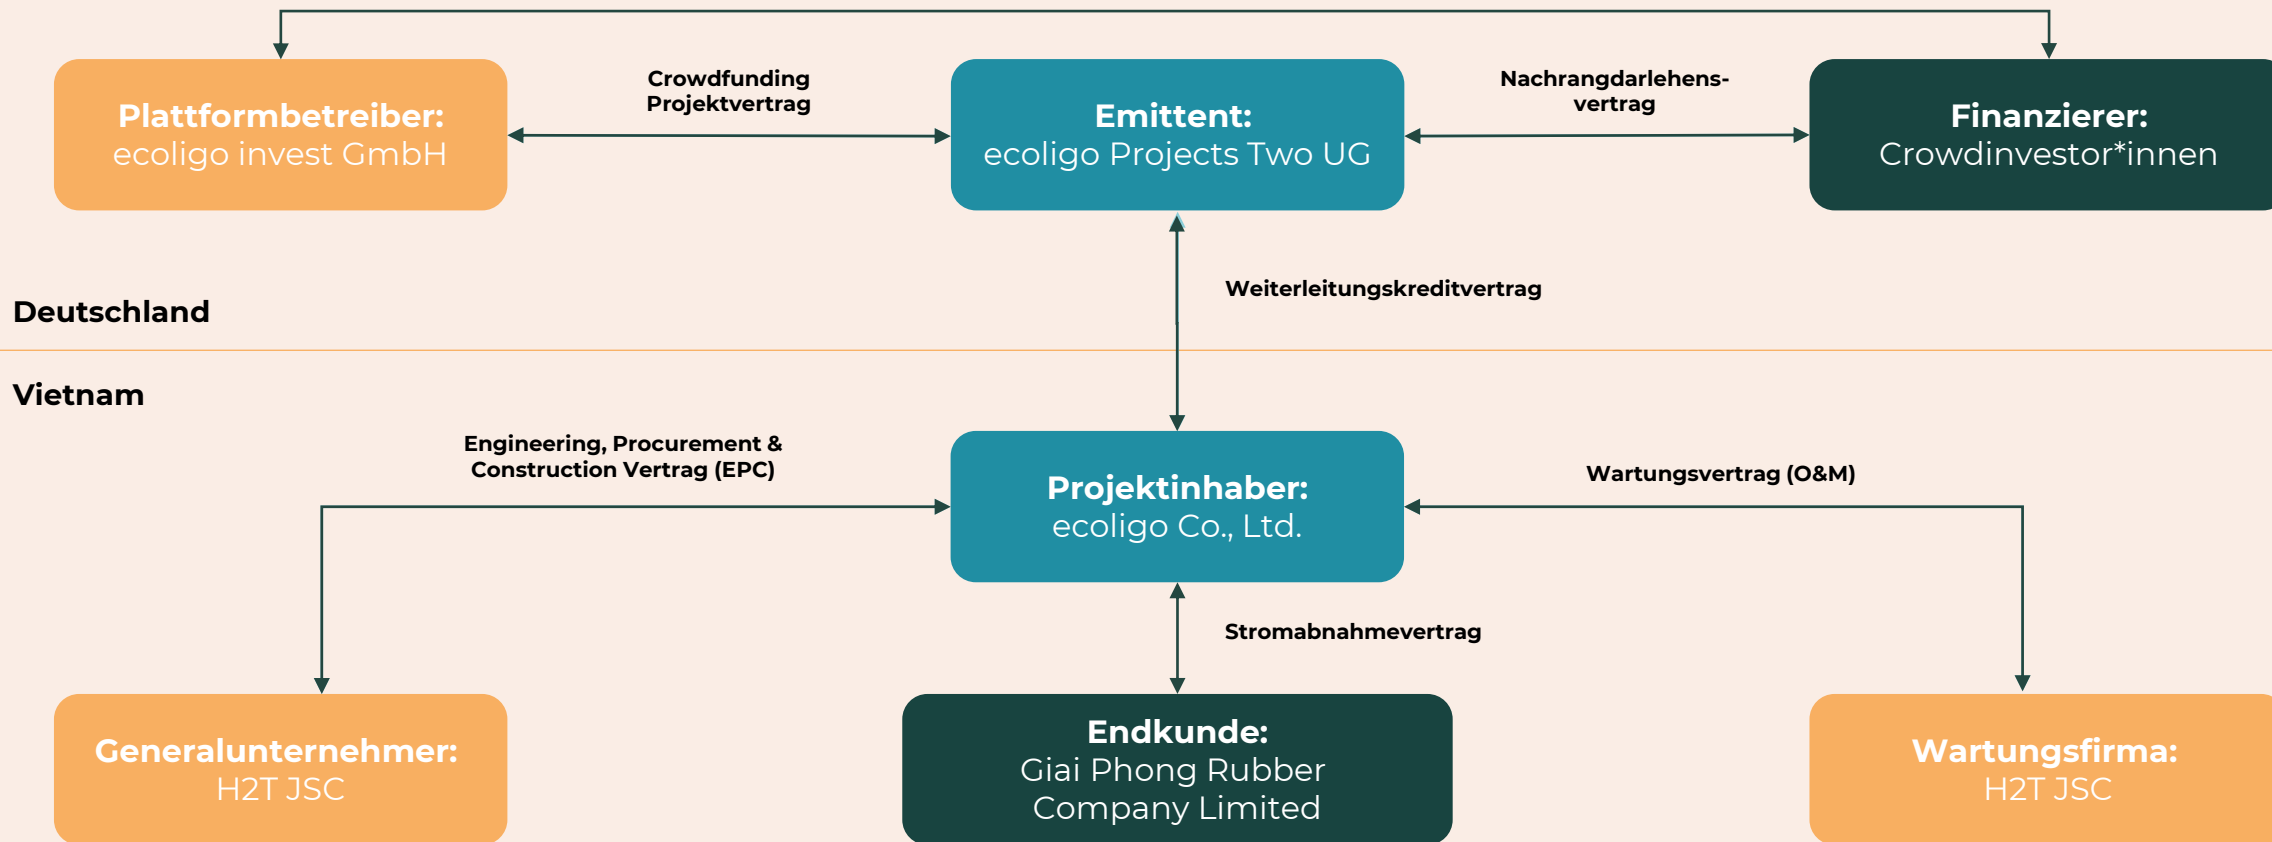 Plattformbetreiber:
ecoligo invest GmbH
Crowdfunding
Projektvertrag
Emittent:
ecoligo Projects Two UG
Nachrangdarlehens-
vertrag
Finanzierer:
Crowdinvestor*innen
Weiterleitungskreditvertrag
Deutschland
Vietnam
Engineering, Procurement &
Construction Vertrag (EPC)
Projektinhaber:
ecoligo Co., Ltd.
Wartungsvertrag (O&M)
Stromabnahmevertrag
Generalunternehmer:
H2T JSC
Endkunde:
Giai Phong Rubber
Company Limited
Wartungsfirma:
H2T JSC